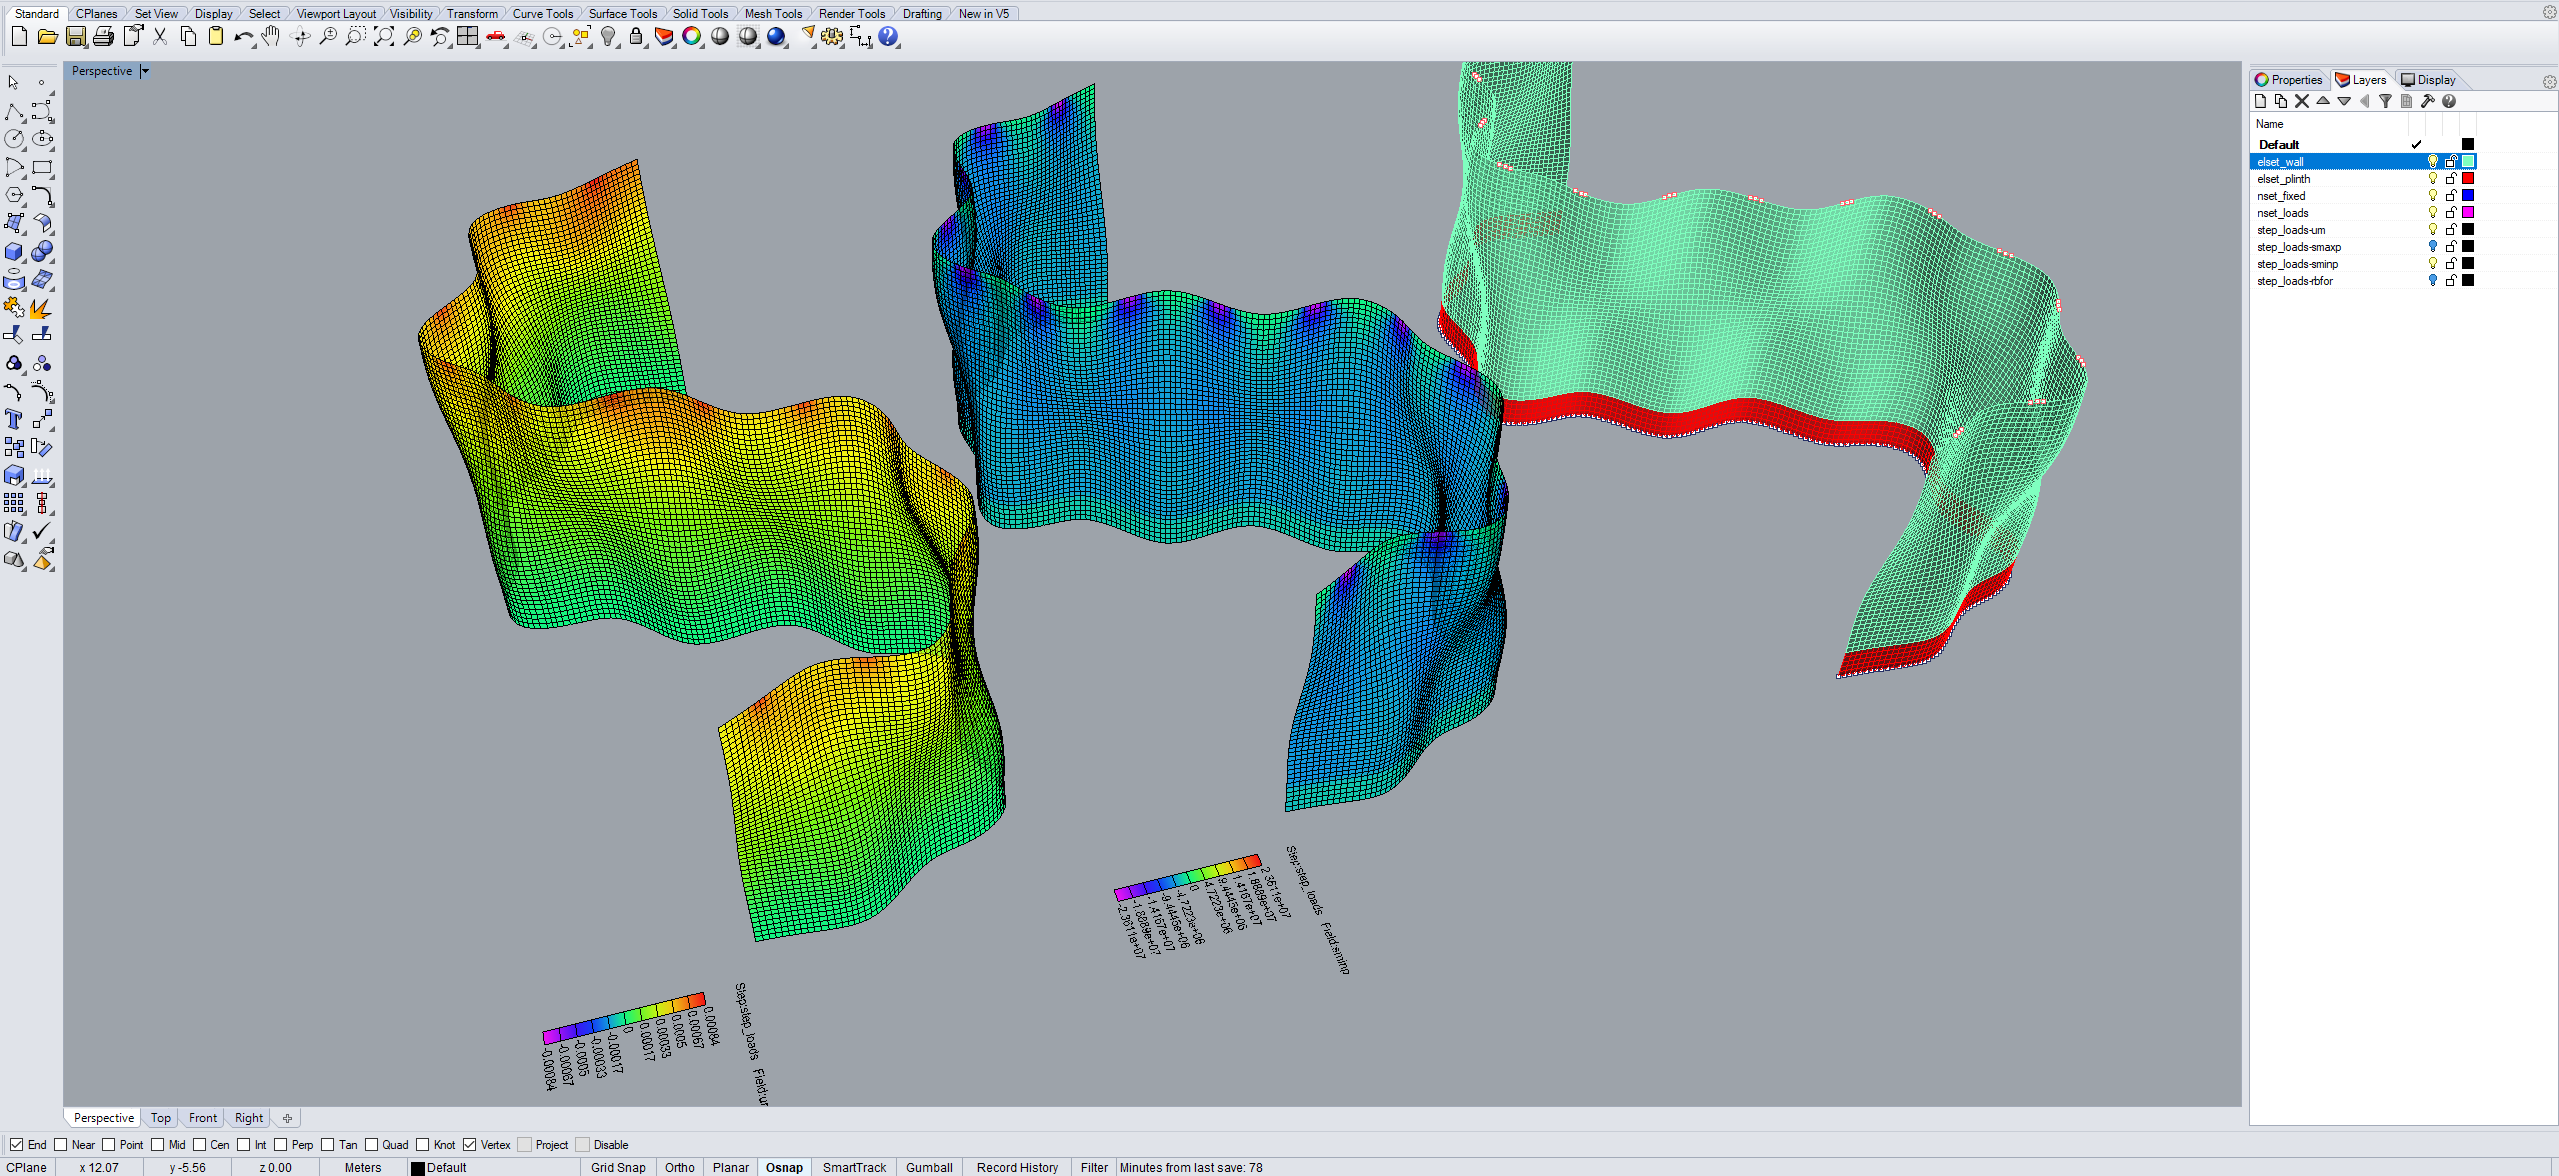 Standard CPlanes Set View Display Select Viewport Layout Visibility Transform Curve Tools Surface Tools Solid Tools Mesh Tools Render Tools Drafting New in V5
Perspective
Properties Layers Display
Name
Default
elset_wall
elset_plinth
nset_fixed
nset_loads
step_loads-um
step_loads-smaxp
step_loads-sminp
step_loads-rbfor
2.3611e+07
1.8889e+07
1.4167e+07
9.4445e+06
4.7223e+06
0
-4.7223e+06
-9.4445e+06
-1.4167e+07
-1.8889e+07
-2.3611e+07
Step:step_loads Field:sminp
0.00084
0.00067
0.0005
0.00033
0.00017
0
-0.00017
-0.00033
-0.0005
-0.00067
-0.00084
Step:step_loads
Perspective Top Front Right
End Near Point Mid Cen Int Perp Tan Quad Knot Vertex Project Disable
CPlane x 12.07 y -5.56 z 0.00 Meters Default Grid Snap Ortho Planar Osnap SmartTrack Gumball Record History Filter Minutes from last save: 78